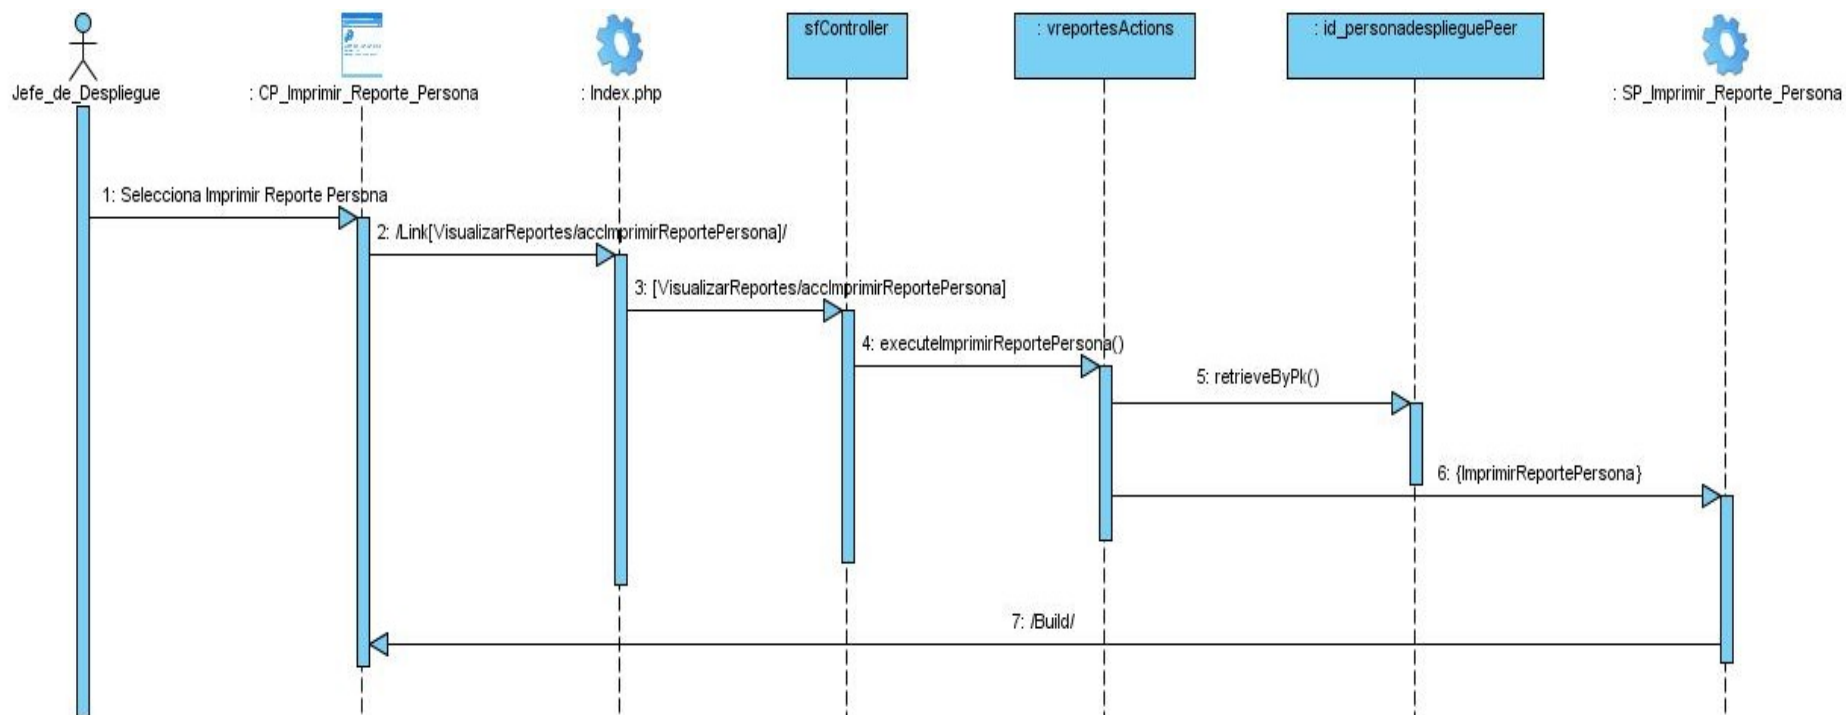 sfController
: vreportesActions
: id_personadesplieguePeer
Jefe_de_Despliegue
: CP_Imprimir_Reporte_Persona
: Index.php
: SP_Imprimir_Reporte_Persona
1: Selecciona Imprimir Reporte Persona
2: /Link[VisualizarReportes/accImprimirReportePersona]/
3: [VisualizarReportes/accImprimirReportePersona]
4: executeImprimirReportePersona()
5: retrieveByPk()
6: {ImprimirReportePersona}
7: /Build/